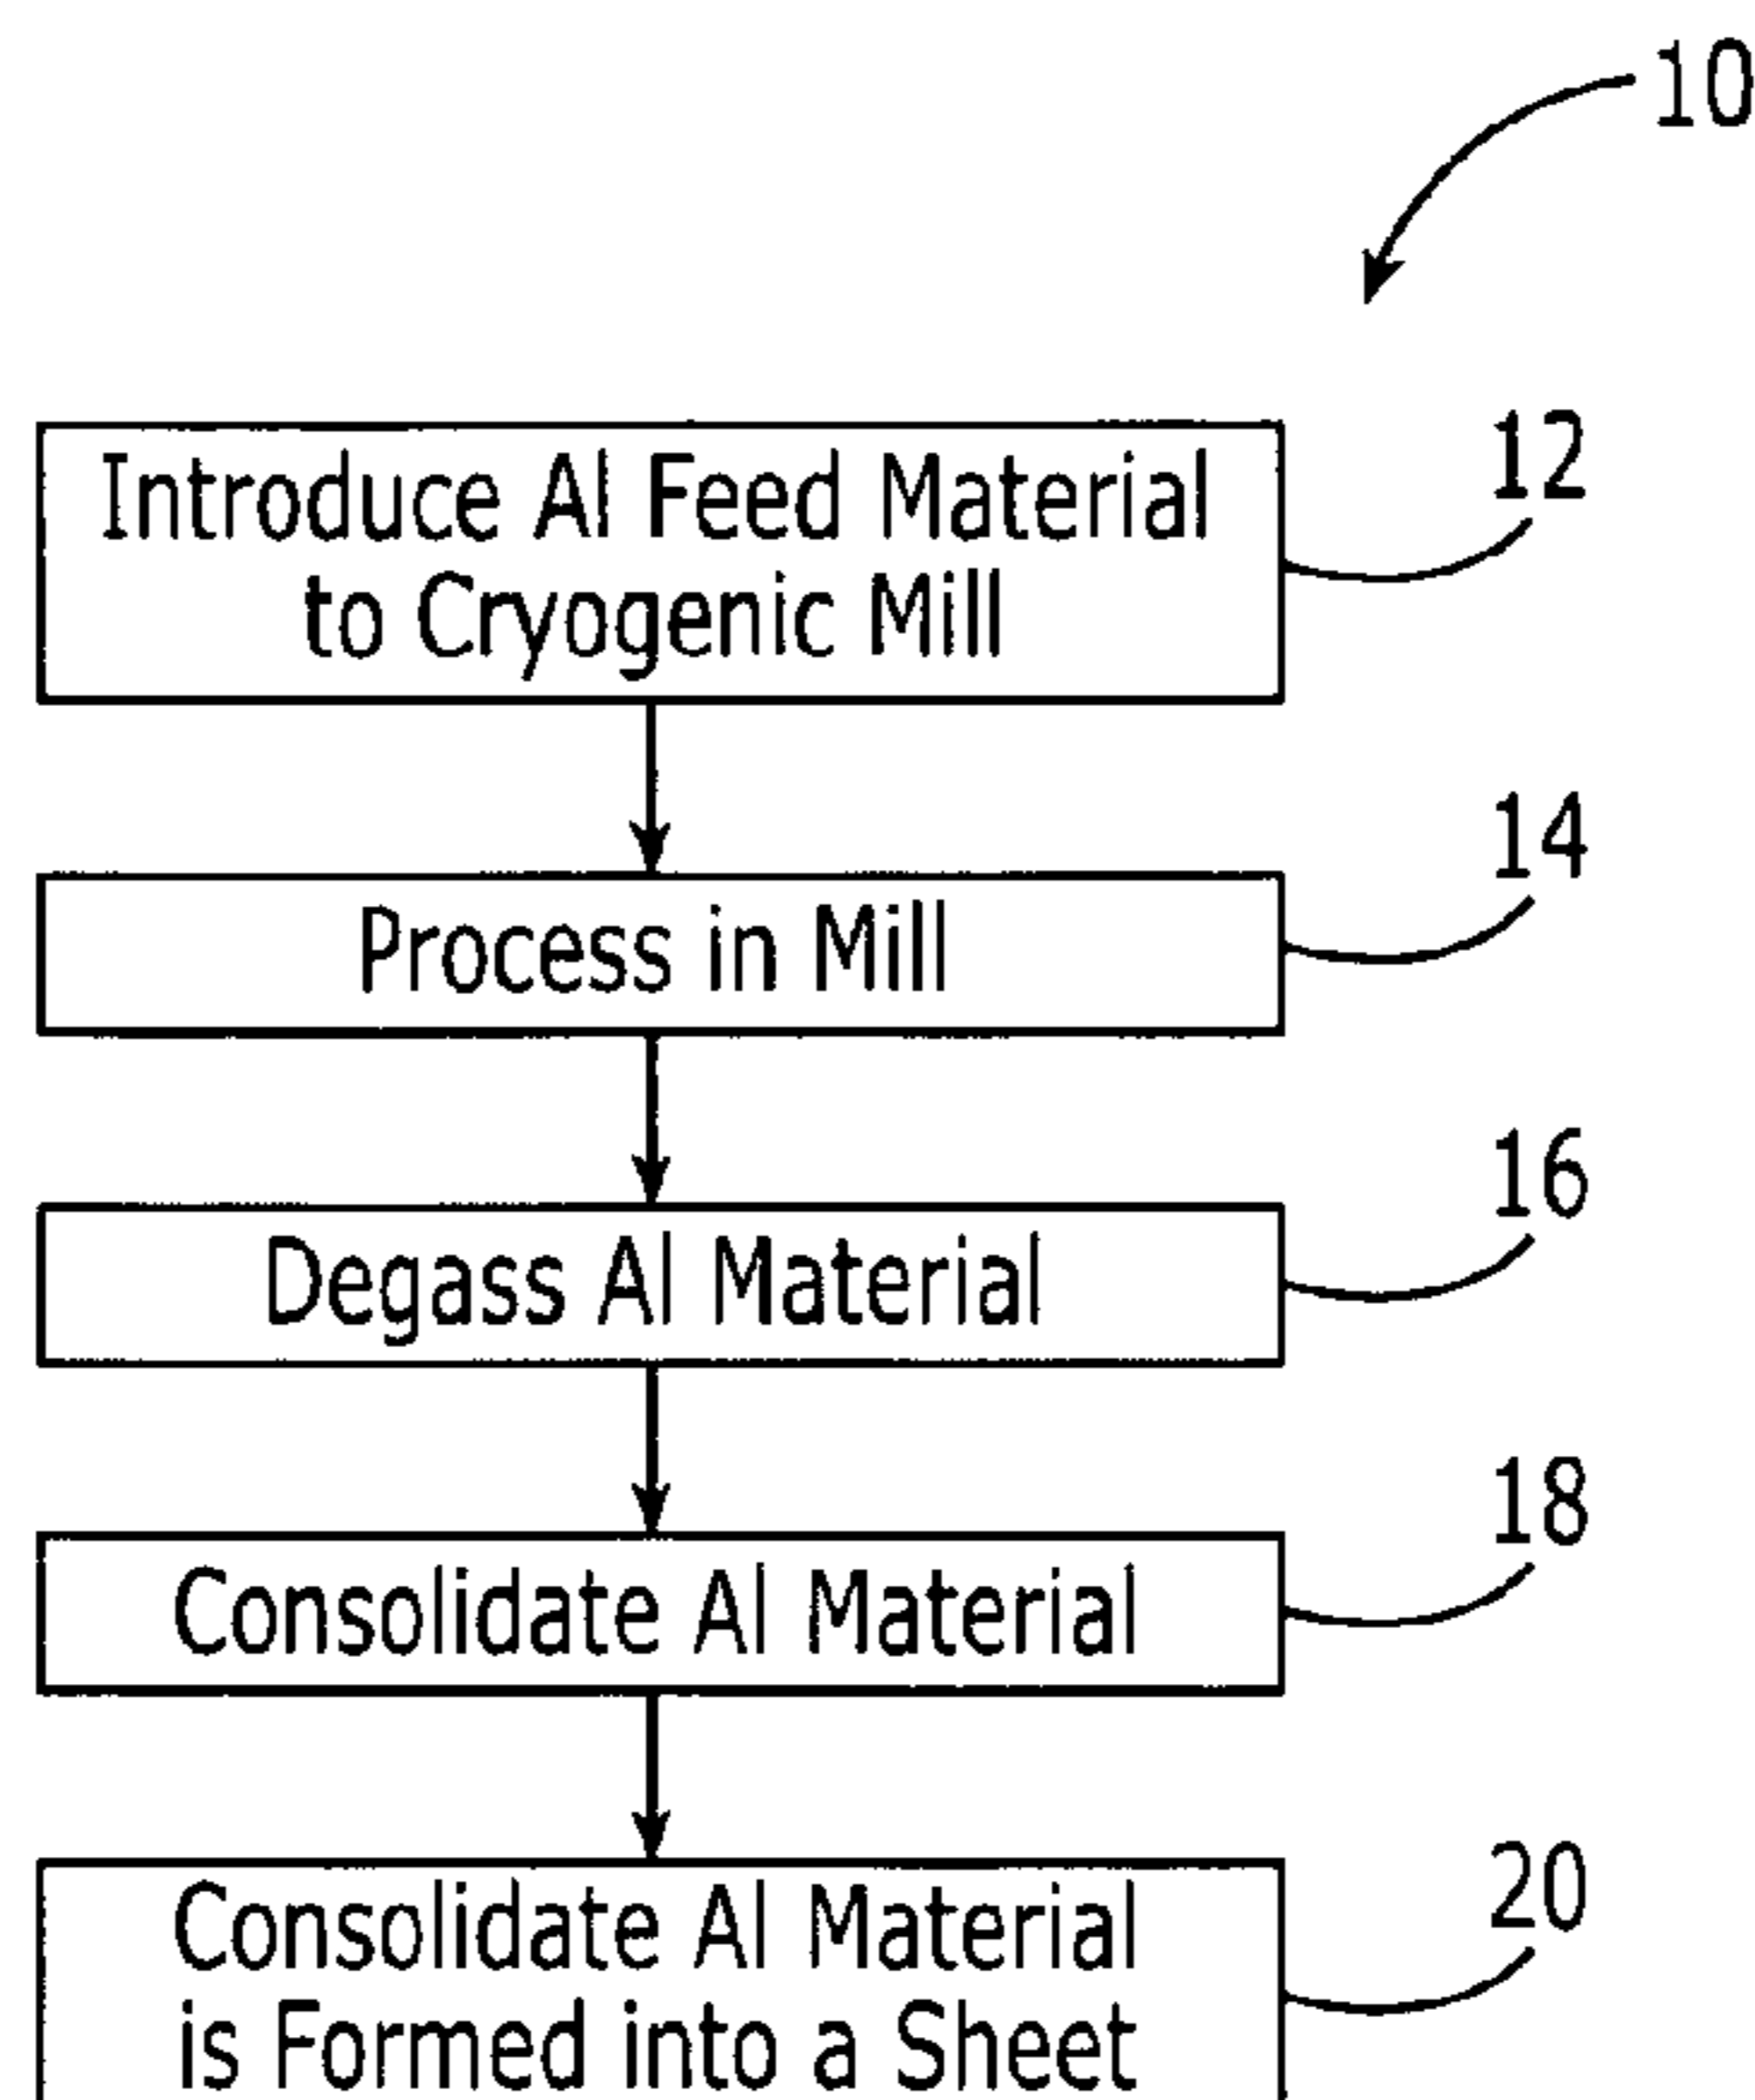 10
12
Introduce Al Feed Material
to Cryogenic Mill
14
Process in Mill
16
Degass Al Material
18
Consolidate Al Material
20
Consolidate Al Material
is Formed into a Sheet